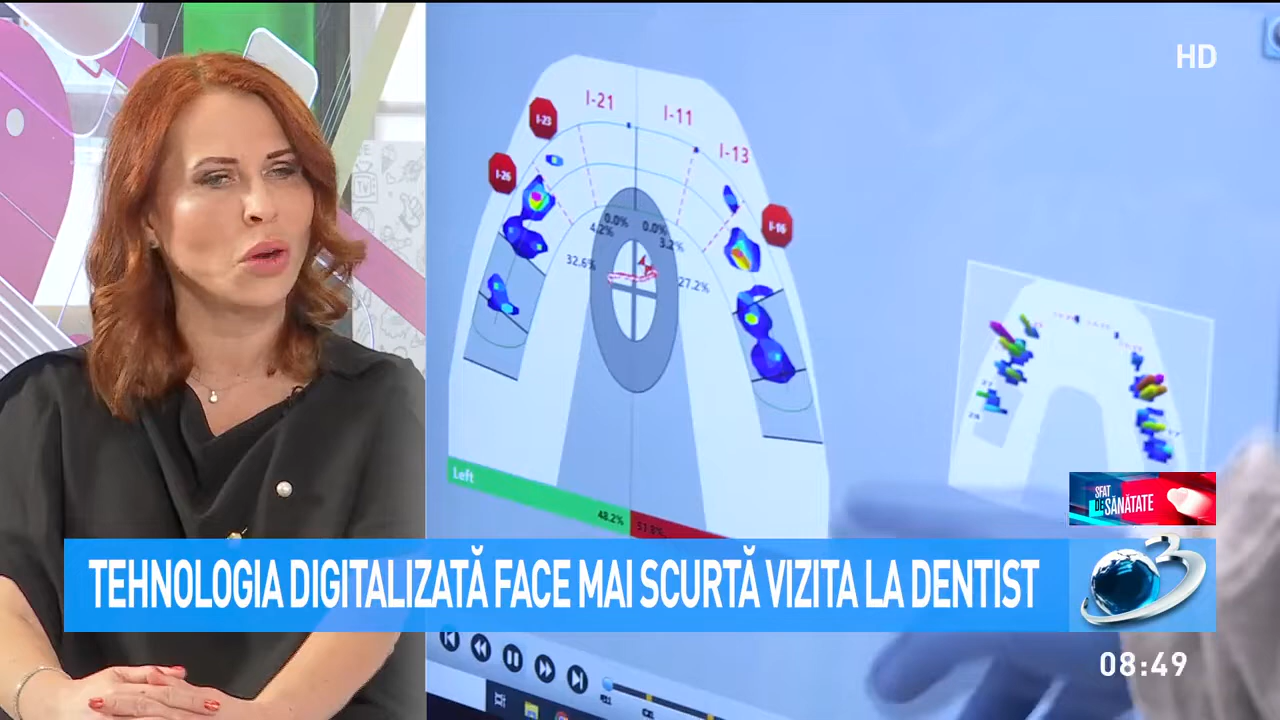 HD
I-21
I-11
I-23
I-13
I-26
I-16
0.0%
0.0%
4.2%
3.2%
32.6%
27.2%
Left
48.2%
SFAT
DE SĂNĂTATE
TEHNOLOGIA DIGITALIZATĂ FACE MAI SCURTĂ VIZITA LA DENTIST
3
08:49